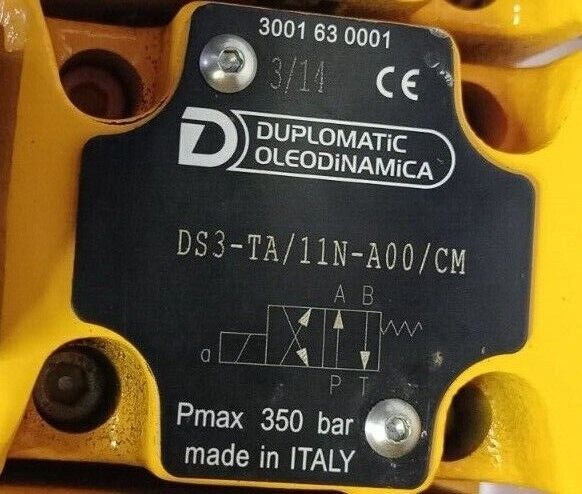 3001 63 0001
3/14
CE
D DUPLOMATiC
OLEODiNAMiCA
DS3-TA/11N-A00/CM
A B
a
P T
Pmax 350 bar
made in ITALY